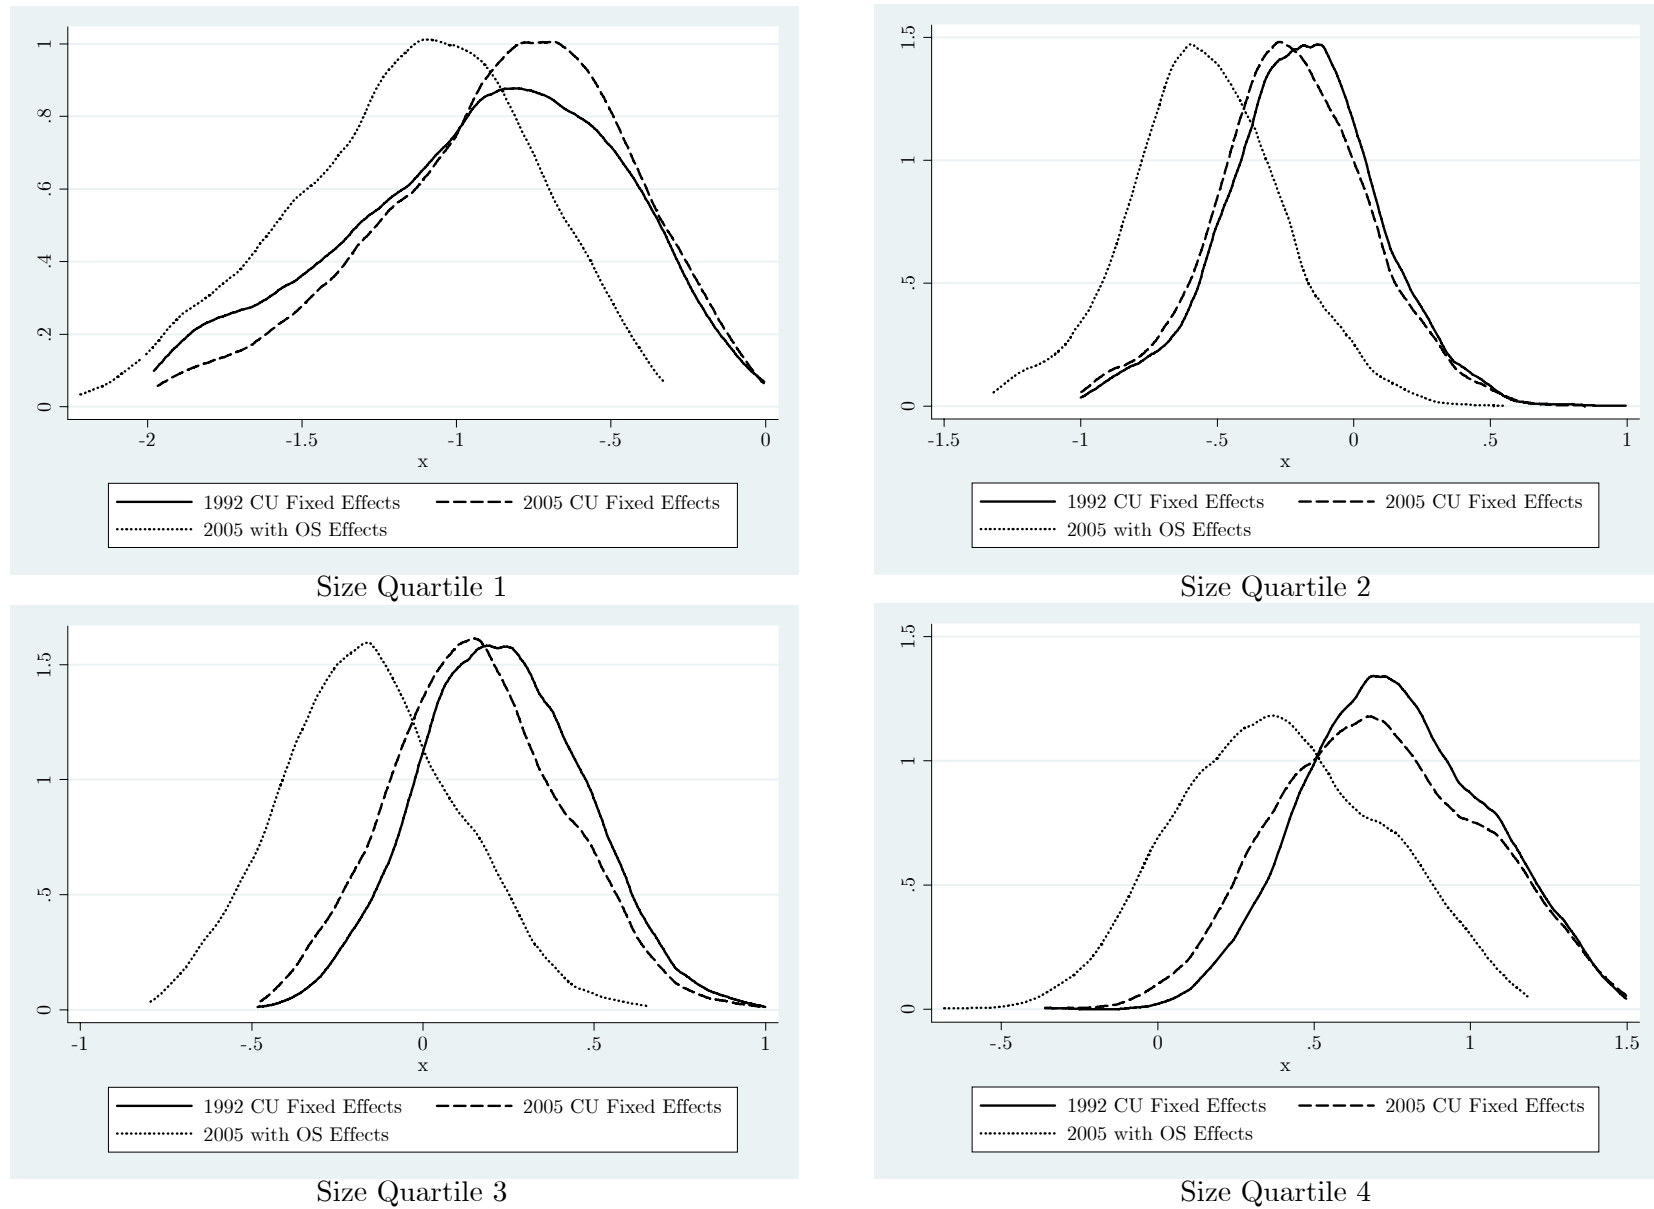 1
.8
.6
.4
.2
0
-2 -1.5 -1 -.5 0
x
1992 CU Fixed Effects 2005 CU Fixed Effects
2005 with OS Effects
Size Quartile 1
1.5
1
.5
0
-1.5 -1 -.5 0 .5 1
x
1992 CU Fixed Effects 2005 CU Fixed Effects
2005 with OS Effects
Size Quartile 2
1.5
1
.5
0
-1 -.5 0 .5 1
x
1992 CU Fixed Effects 2005 CU Fixed Effects
2005 with OS Effects
Size Quartile 3
1.5
1
.5
0
-.5 0 .5 1 1.5
x
1992 CU Fixed Effects 2005 CU Fixed Effects
2005 with OS Effects
Size Quartile 4